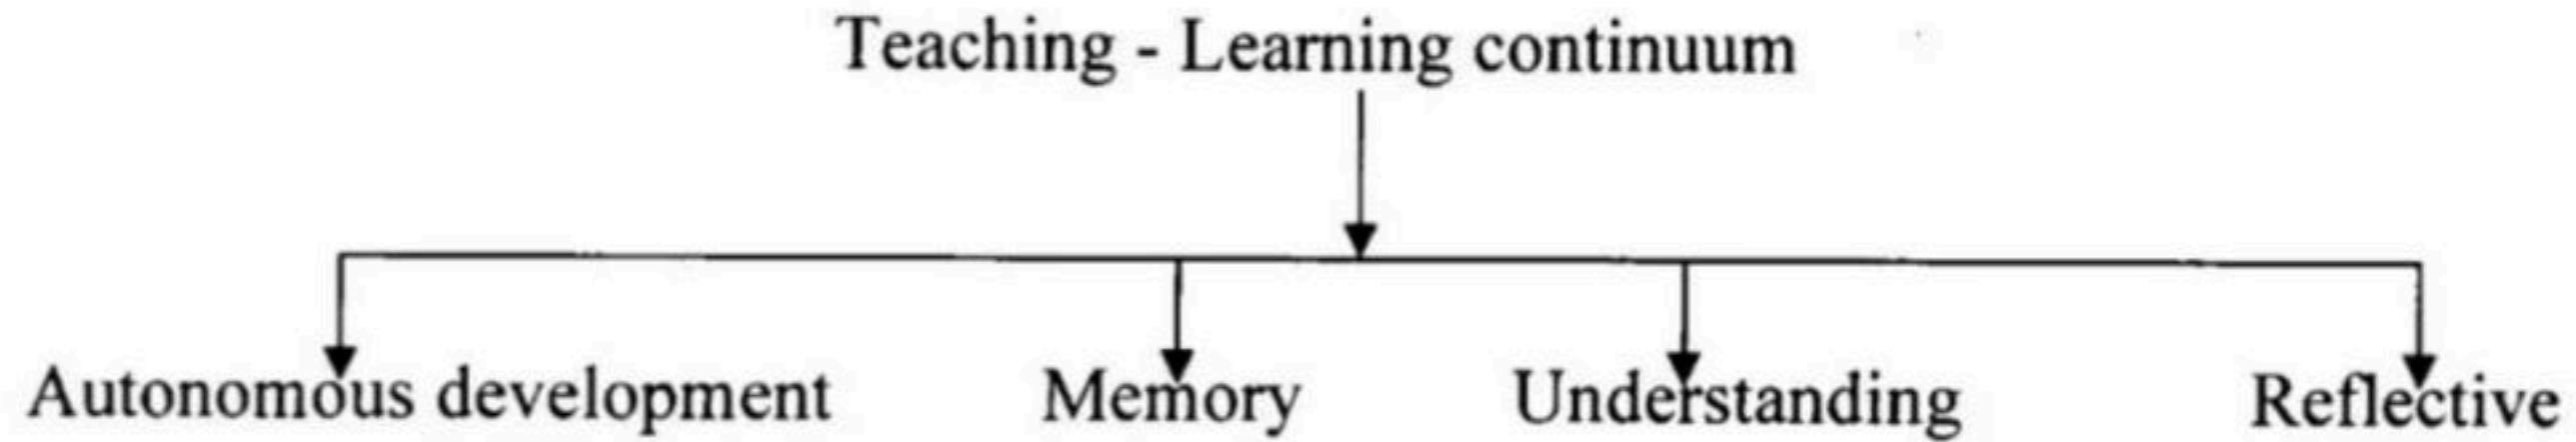 Teaching - Learning continuum
Autonomous development Memory Understanding Reflective